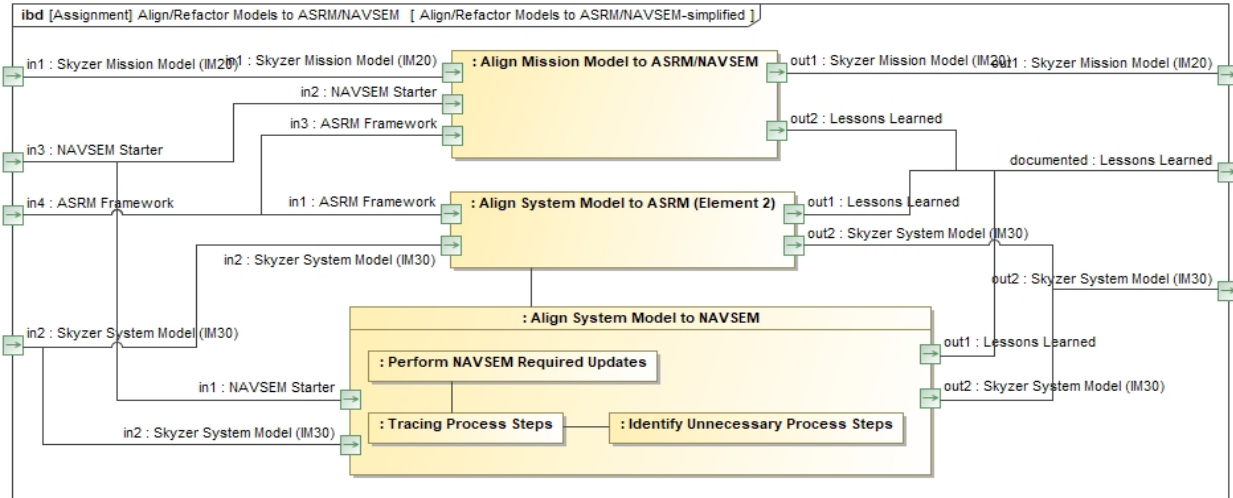 ibd [Assignment] Align/Refactor Models to ASRM/NAVSEM [ Align/Refactor Models to ASRM/NAVSEM-simplified ]
in1 : Skyzer Mission Model (IM20)
in1 : Skyzer Mission Model (IM20)
: Align Mission Model to ASRM/NAVSEM
out1 : Skyzer Mission Model (IM20)
out1 : Skyzer Mission Model (IM20)
in2 : NAVSEM Starter
in3 : ASRM Framework
out2 : Lessons Learned
in3 : NAVSEM Starter
documented : Lessons Learned
in4 : ASRM Framework
in1 : ASRM Framework
: Align System Model to ASRM (Element 2)
out1 : Lessons Learned
out2 : Skyzer System Model (IM30)
in2 : Skyzer System Model (IM30)
out2 : Skyzer System Model (IM30)
: Align System Model to NAVSEM
in2 : Skyzer System Model (IM30)
out1 : Lessons Learned
: Perform NAVSEM Required Updates
in1 : NAVSEM Starter
out2 : Skyzer System Model (IM30)
: Tracing Process Steps
: Identify Unnecessary Process Steps
in2 : Skyzer System Model (IM30)